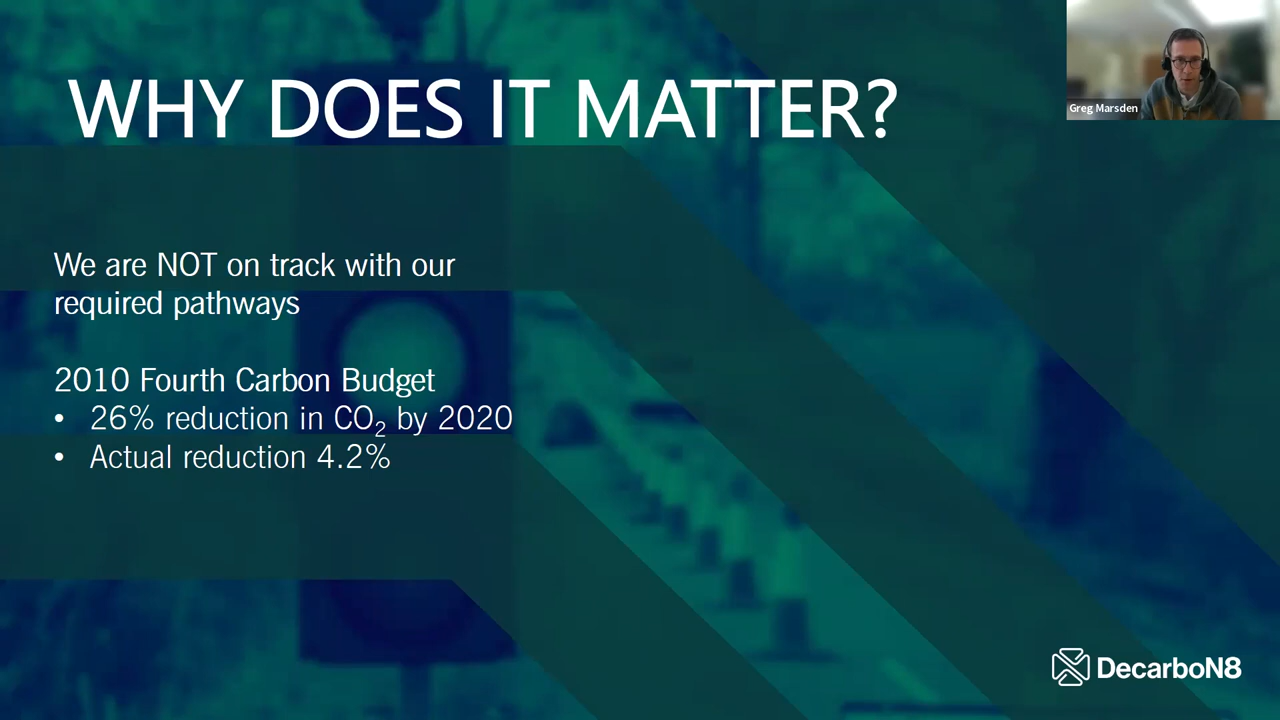 WHY DOES IT MATTER?
Greg Marsden
We are NOT on track with our
required pathways
2010 Fourth Carbon Budget
• 26% reduction in CO₂ by 2020
• Actual reduction 4.2%
DecarboN8